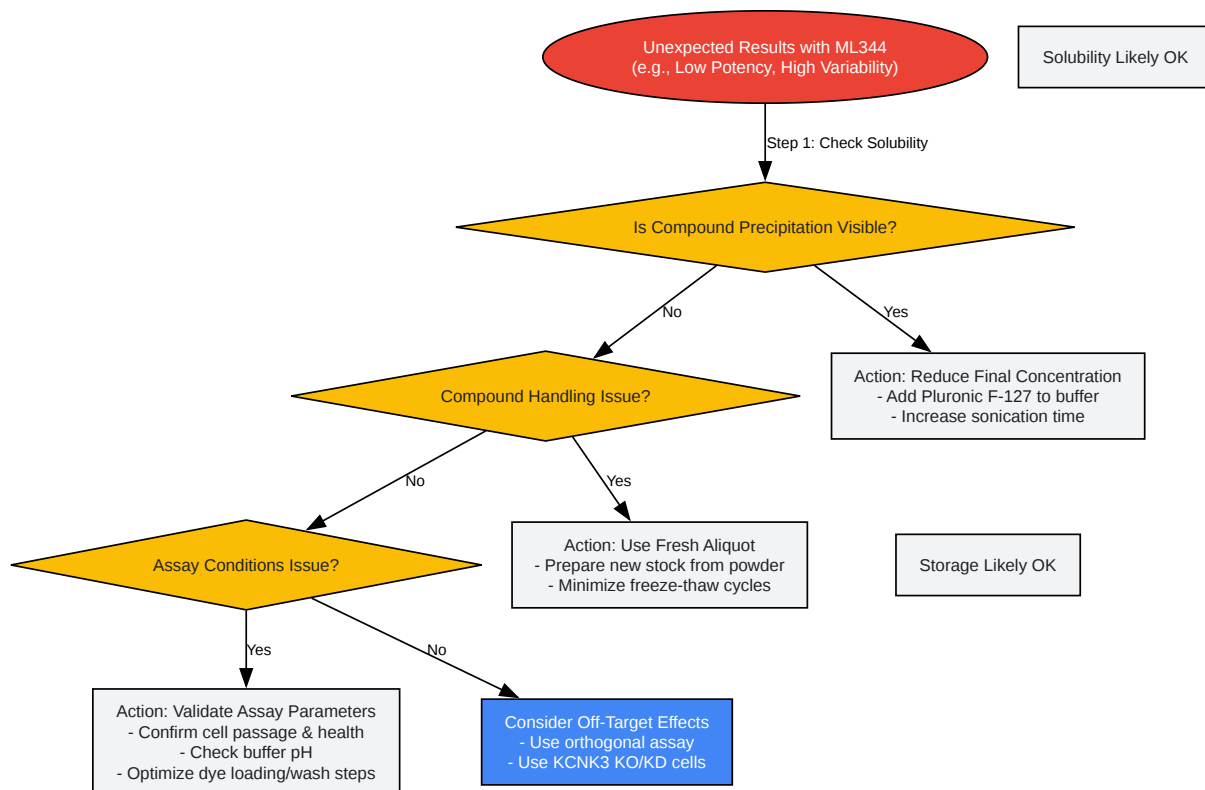 Unexpected Results with ML344
(e.g., Low Potency, High Variability)
Solubility Likely OK
Step 1: Check Solubility
Is Compound Precipitation Visible?
No
Yes
Compound Handling Issue?
Action: Reduce Final Concentration
- Add Pluronic F-127 to buffer
- Increase sonication time
No
Yes
Assay Conditions Issue?
Action: Use Fresh Aliquot
- Prepare new stock from powder
- Minimize freeze-thaw cycles
Storage Likely OK
Yes
No
Action: Validate Assay Parameters
- Confirm cell passage & health
- Check buffer pH
- Optimize dye loading/wash steps
Consider Off-Target Effects
- Use orthogonal assay
- Use KCNK3 KO/KD cells